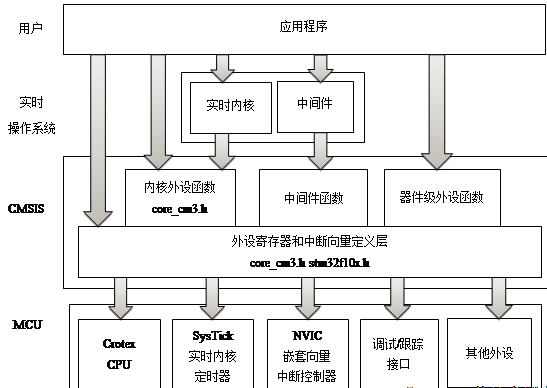 用户
应用程序
实时
操作系统
实时内核
中间件
CMSIS
内核外设函数
core_cm3.h
中间件函数
器件级外设函数
外设寄存器和中断向量定义层
core_cm3.h stm32f10x.h
MCU
Crotex
CPU
SysTick
实时内核
定时器
NVIC
嵌套向量
中断控制器
调试/跟踪
接口
其他外设